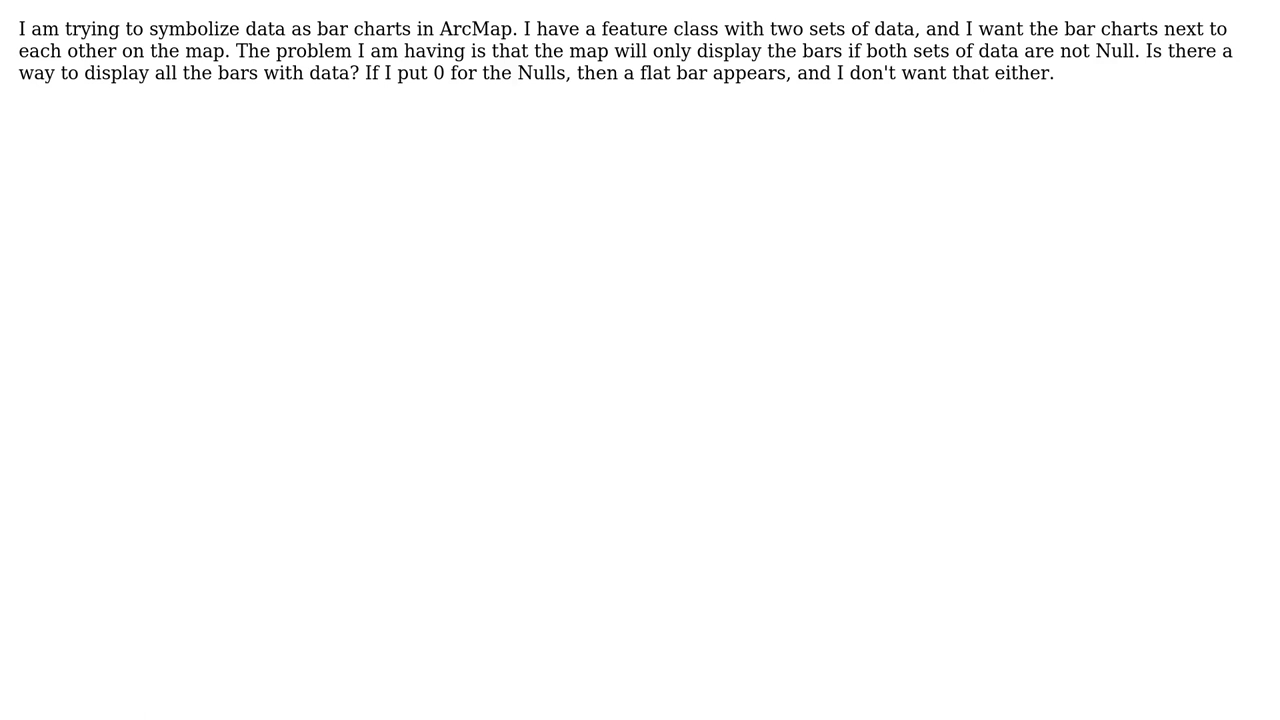 I am trying to symbolize data as bar charts in ArcMap. I have a feature class with two sets of data, and I want the bar charts next to
each other on the map. The problem I am having is that the map will only display the bars if both sets of data are not Null. Is there a
way to display all the bars with data? If I put 0 for the Nulls, then a flat bar appears, and I don't want that either.